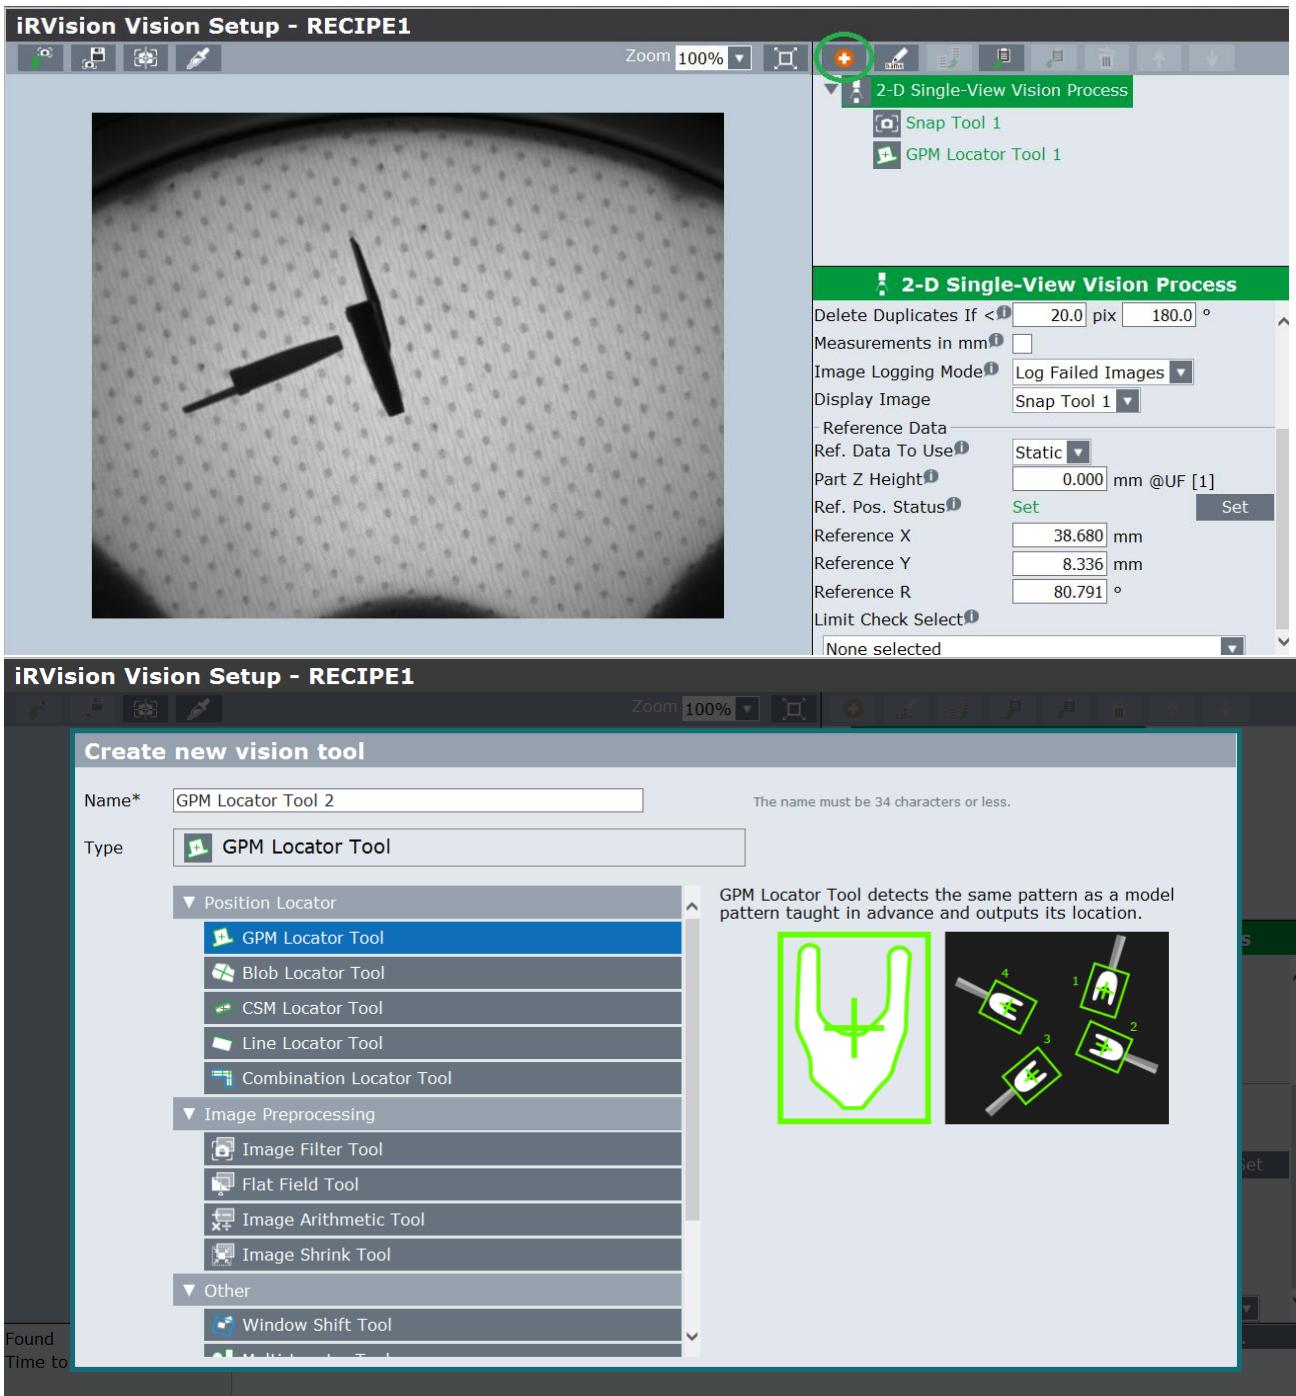 iRVision Vision Setup - RECIPE1
Zoom 100%
2-D Single-View Vision Process
Snap Tool 1
GPM Locator Tool 1
2-D Single-View Vision Process
Delete Duplicates If < 20.0 pix 180.0 °
Measurements in mm
Image Logging Mode Log Failed Images
Display Image Snap Tool 1
Reference Data
Ref. Data To Use Static
Part Z Height 0.000 mm @UF [1]
Ref. Pos. Status Set Set
Reference X 38.680 mm
Reference Y 8.336 mm
Reference R 80.791 °
Limit Check Select
None selected
iRVision Vision Setup - RECIPE1
Zoom 100%
Create new vision tool
Name* GPM Locator Tool 2 The name must be 34 characters or less.
Type GPM Locator Tool
Position Locator
GPM Locator Tool
Blob Locator Tool
CSM Locator Tool
Line Locator Tool
Combination Locator Tool
Image Preprocessing
Image Filter Tool
Flat Field Tool
Image Arithmetic Tool
Image Shrink Tool
Other
Window Shift Tool
GPM Locator Tool detects the same pattern as a model
pattern taught in advance and outputs its location.
4
1
2
3
s
Set
Found
Time to